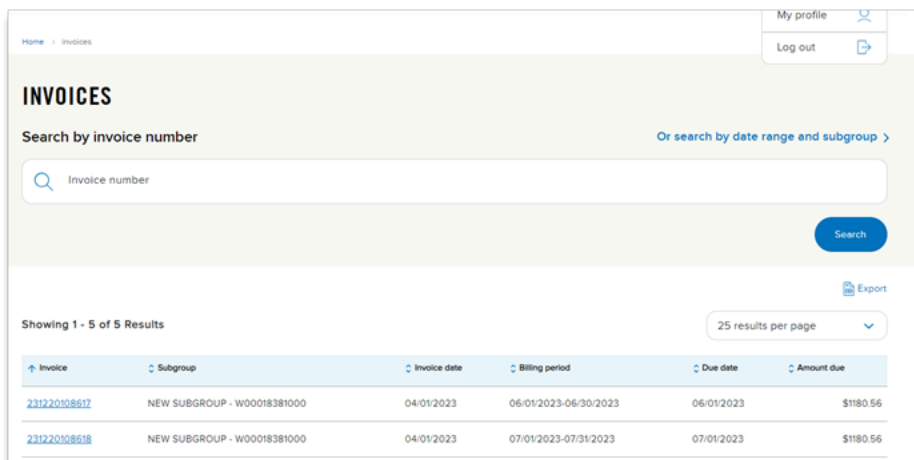 My profile
Home > Invoices
Log out
INVOICES
Search by invoice number
Or search by date range and subgroup >
Invoice number
Search
Export
Showing 1 - 5 of 5 Results
25 results per page
Invoice Subgroup Invoice date Billing period Due date Amount due
231220108617 NEW SUBGROUP - W00018381000 04/01/2023 06/01/2023-06/30/2023 06/01/2023 $1180.56
231220108618 NEW SUBGROUP - W00018381000 04/01/2023 07/01/2023-07/31/2023 07/01/2023 $1180.56